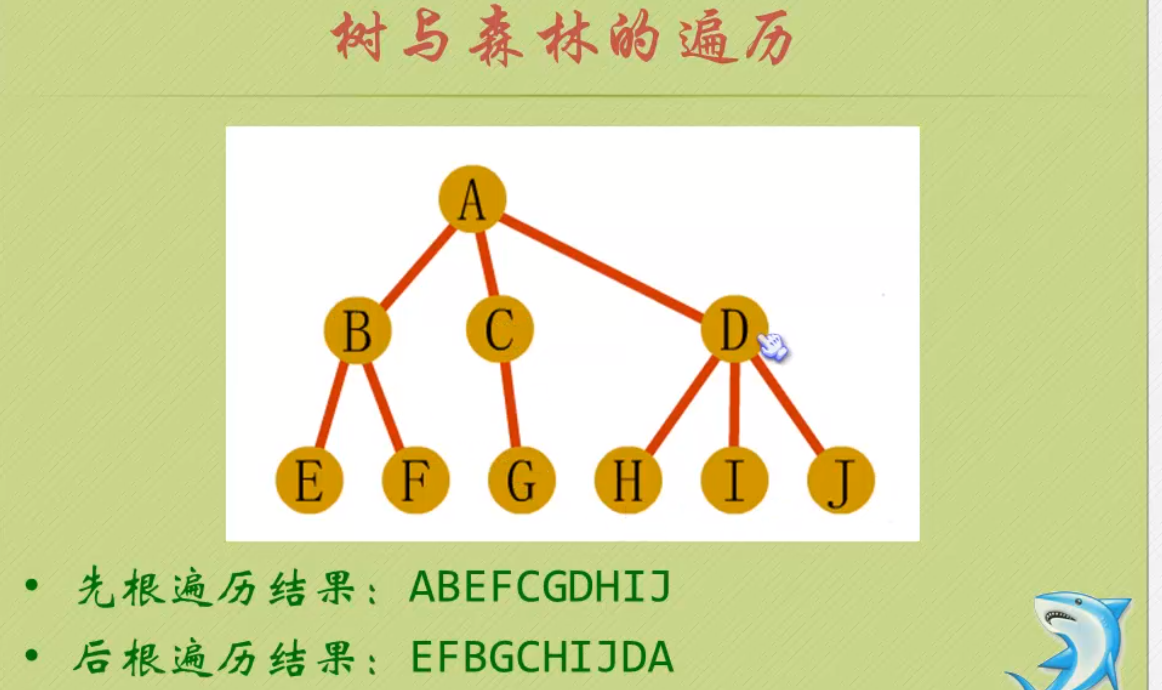 树与森林的遍历
A
B C D
E F G H I J
• 先根遍历结果：ABEFCGDHIJ
• 后根遍历结果：EFBGCHIJDA